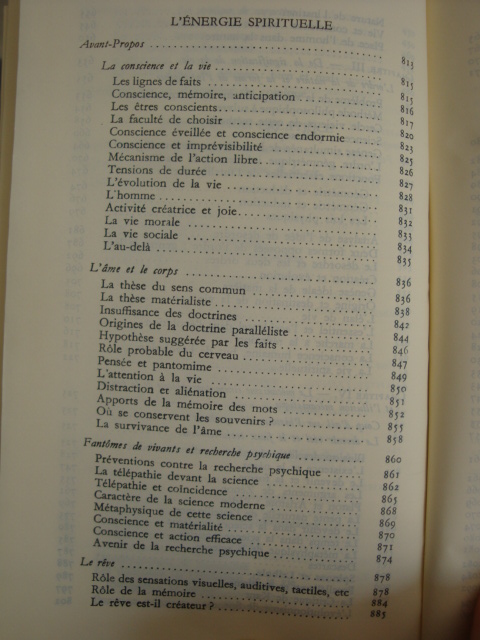 L'ÉNERGIE SPIRITUELLE
Avant-Propos ........ 813
La conscience et la vie ........ 815
Les lignes de faits ........ 815
Conscience, mémoire, anticipation ........ 816
Les êtres conscients ........ 817
La faculté de choisir ........ 820
Conscience éveillée et conscience endormie ........ 823
Conscience et imprévisibilité ........ 825
Mécanisme de l'action libre ........ 826
Tensions de durée ........ 827
L'évolution de la vie ........ 828
L'homme ........ 831
Activité créatrice et joie ........ 832
La vie morale ........ 833
La vie sociale ........ 834
L'au-delà ........ 835
L'âme et le corps ........ 836
La thèse du sens commun ........ 836
La thèse matérialiste ........ 838
Insuffisance des doctrines ........ 842
Origines de la doctrine paralléliste ........ 844
Hypothèse suggérée par les faits ........ 846
Rôle probable du cerveau ........ 847
Pensée et pantomime ........ 849
L'attention à la vie ........ 850
Distraction et aliénation ........ 851
Apports de la mémoire des mots ........ 852
Où se conservent les souvenirs ? ........ 855
La survivance de l'âme ........ 858
Fantômes de vivants et recherche psychique ........ 860
Préventions contre la recherche psychique ........ 861
La télépathie devant la science ........ 862
Télépathie et coïncidence ........ 865
Caractère de la science moderne ........ 868
Métaphysique de cette science ........ 869
Conscience et matérialité ........ 870
Conscience et action efficace ........ 871
Avenir de la recherche psychique ........ 874
Le rêve ........ 878
Rôle des sensations visuelles, auditives, tactiles, etc 878
Rôle de la mémoire ........ 884
Le rêve est-il créateur ? ........ 885